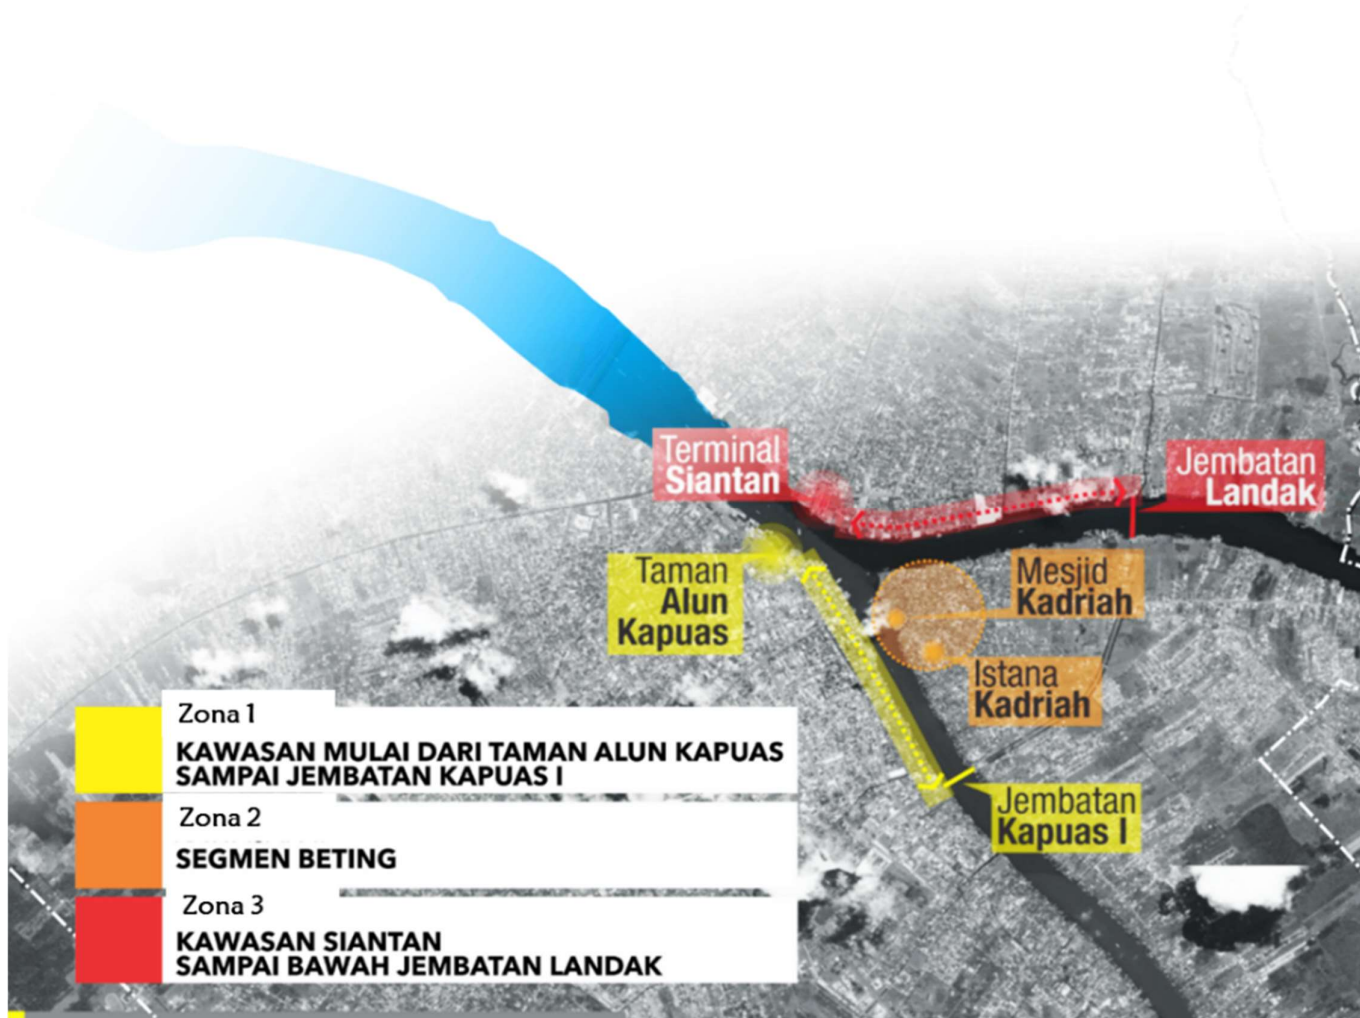 Terminal
Siantan
Jembatan
Landak
Taman
Alun
Kapuas
Mesjid
Kadriah
Istana
Kadriah
Jembatan
Kapuas I
Zona 1
KAWASAN MULAI DARI TAMAN ALUN KAPUAS
SAMPAI JEMBATAN KAPUAS I
Zona 2
SEGMEN BETING
Zona 3
KAWASAN SIANTAN
SAMPAI BAWAH JEMBATAN LANDAK